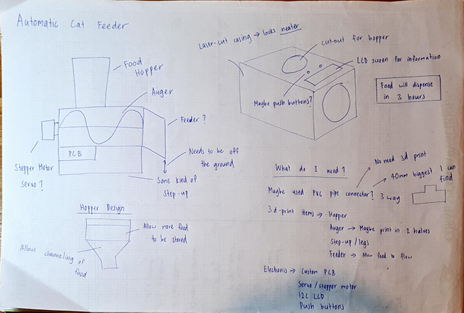 Automatic Cat Feeder
Food
Hopper
Auger
Feeder ?
PCB
Stepper Motor
Servo ?
Needs to be off
the ground
Some kind of
step-up
Hopper Design
Allow more food
to be stored
Allows channeling of
food
Laser-cut casing → looks neater
cut-out for hopper
LCD screen for information
Maybe push buttons?
Food will dispense
in 3 hours
What do I need ?
No need 3d-print
Maybe used PVC pipe connector ? 3 way
40mm biggest I can
find
3d-print items → Hopper
Auger → Maybe print in 2 halves
Step-up / legs
Feeder → Allow food to flow
Electronics → Custom PCB
Servo / stepper motor
I2C LCD
Push buttons